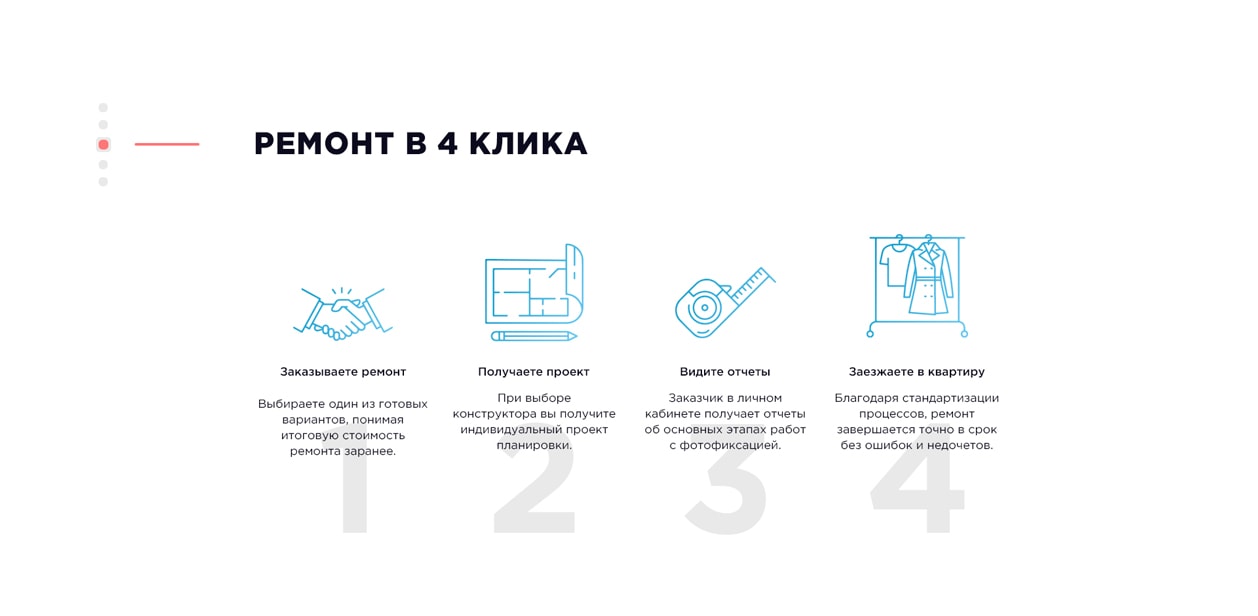 РЕМОНТ В 4 КЛИКА
Заказываете ремонт
Выбираете один из готовых
вариантов, понимая
итоговую стоимость
ремонта заранее.
1
Получаете проект
При выборе
конструктора вы получите
индивидуальный проект
планировки.
2
Видите отчеты
Заказчик в личном
кабинете получает отчеты
об основных этапах работ
с фотофиксацией.
3
Заезжаете в квартиру
Благодаря стандартизации
процессов, ремонт
завершается точно в срок
без ошибок и недочетов.
4